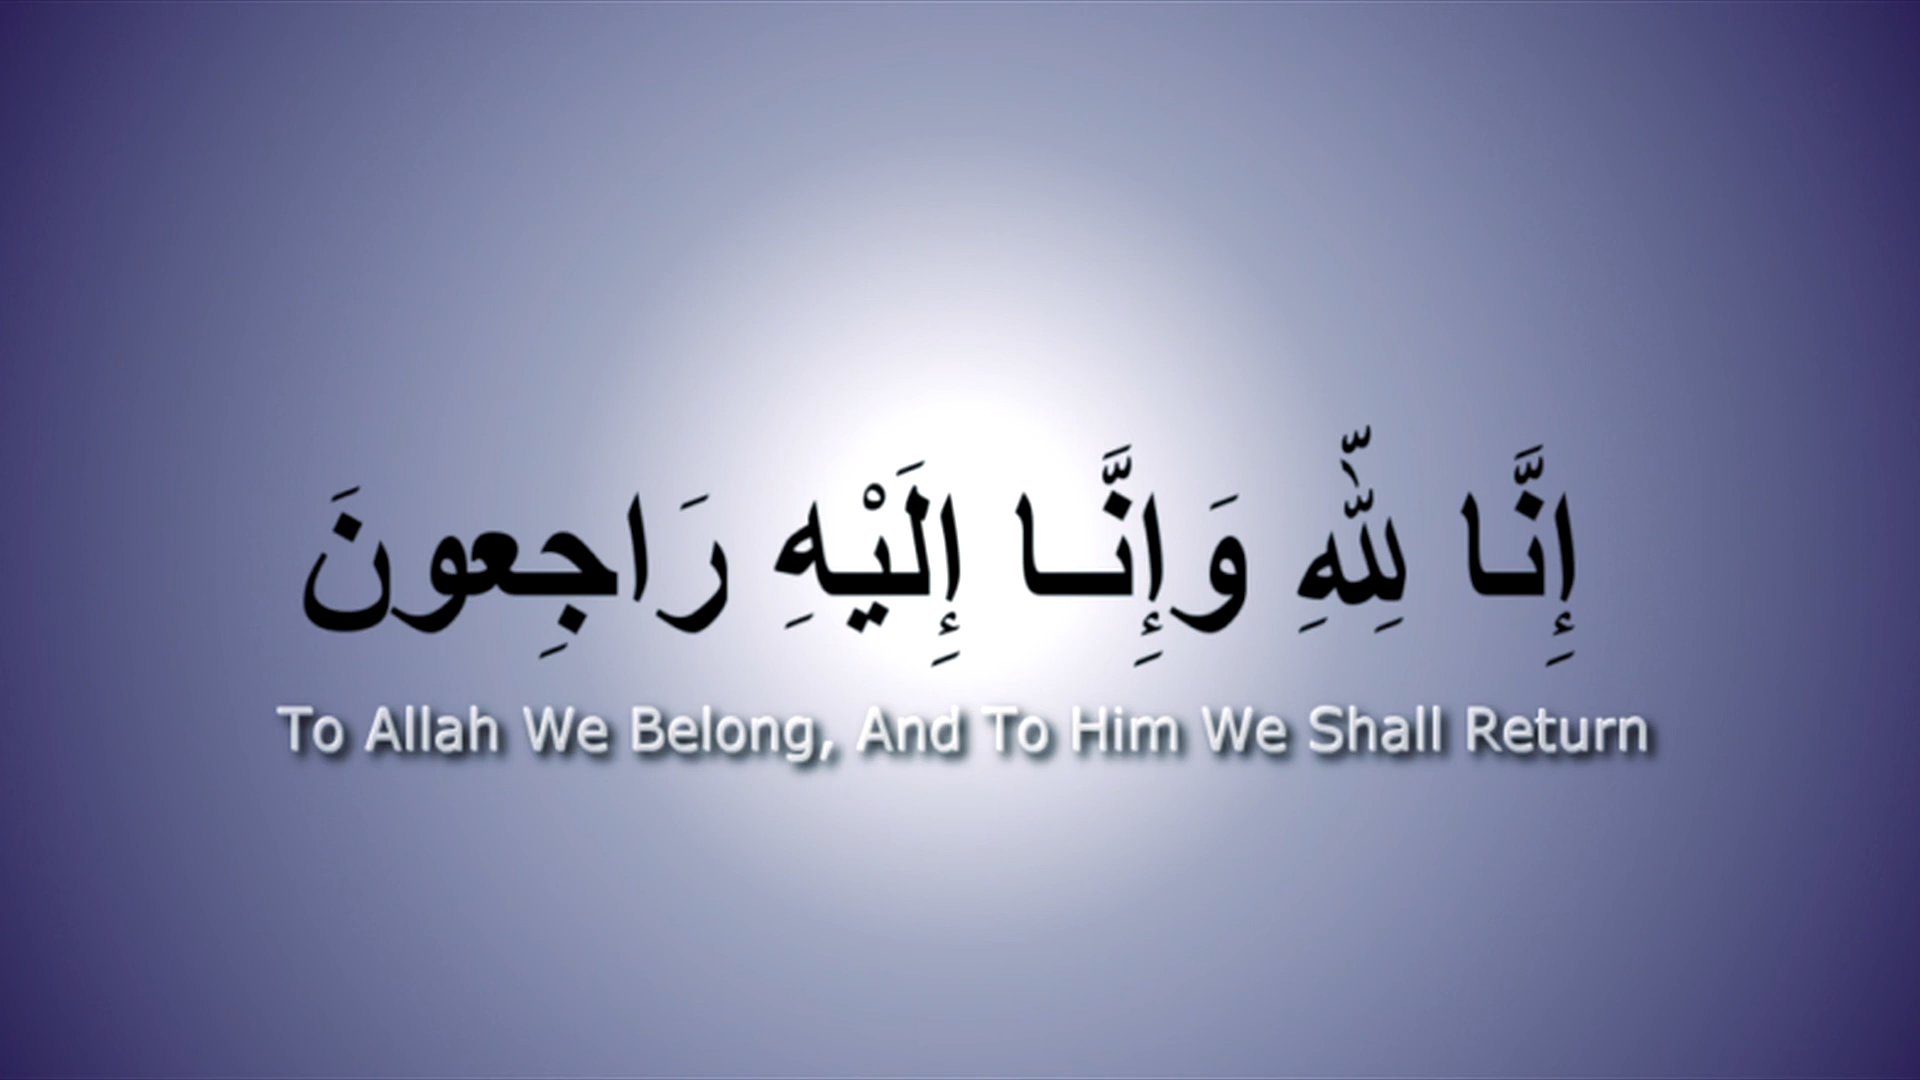 إِنَّا لِلّٰهِ وَإِنَّـا إِلَيْهِ رَاجِعونَ
To Allah We Belong, And To Him We Shall Return